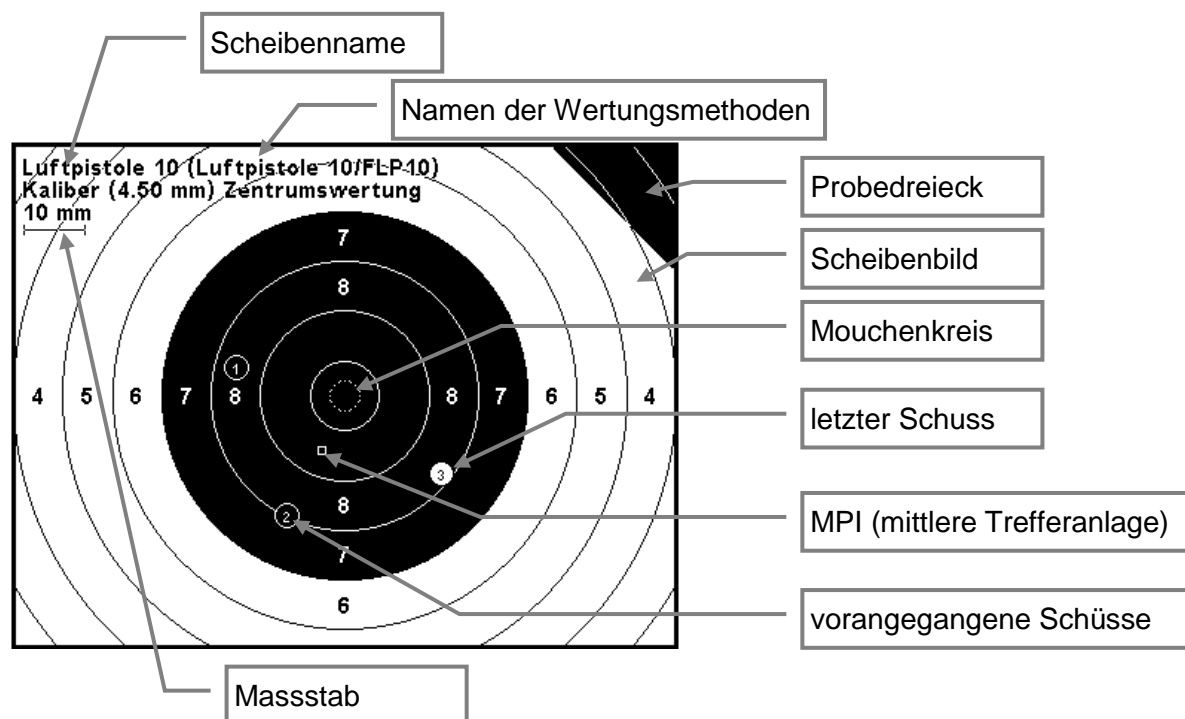 Scheibenname
Namen der Wertungsmethoden
Luftpistole 10 (Luftpistole 10/FLP10)
Kaliber (4.50 mm) Zentrumswertung
10 mm
Probedreieck
Scheibenbild
Mouchenkreis
letzter Schuss
MPI (mittlere Trefferanlage)
vorangegangene Schüsse
Massstab
7
8
1
4 5 6 7 8 8 7 6 5 4
3
2
8
7
6